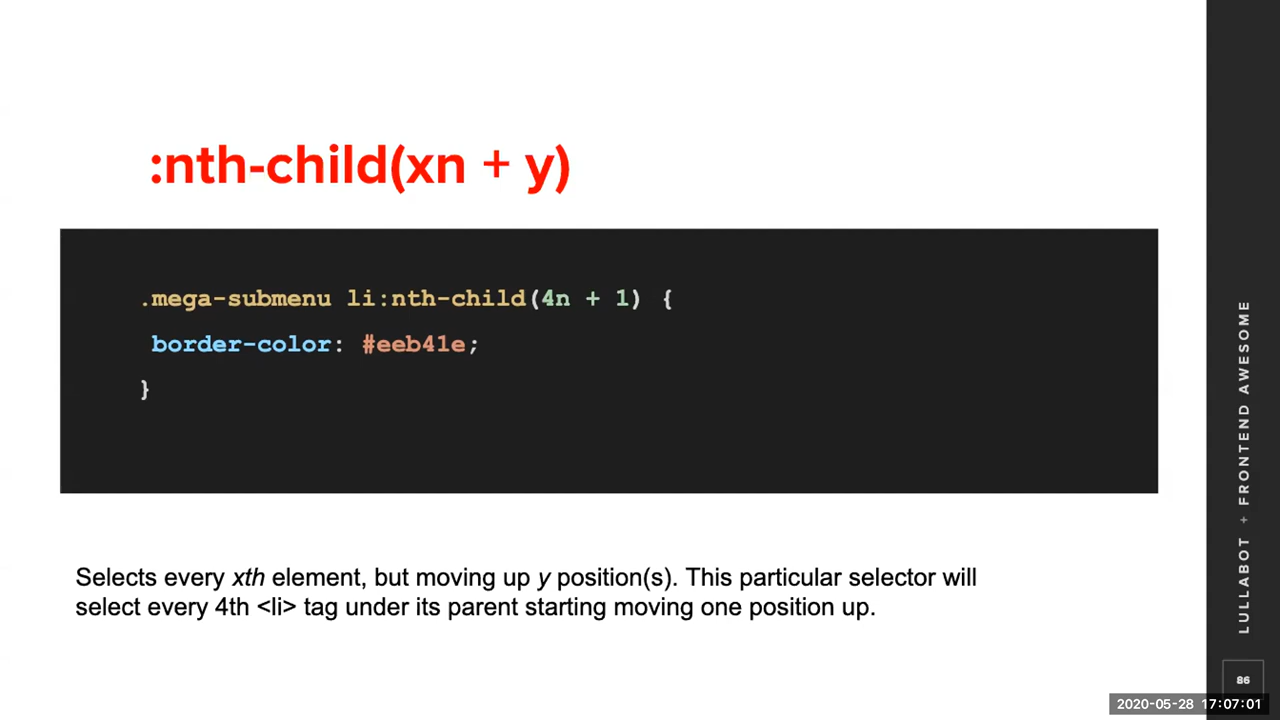 :nth-child(xn + y)
.mega-submenu li:nth-child(4n + 1) {
border-color: #eeb41e;
}
Selects every xth element, but moving up y position(s). This particular selector will
select every 4th <li> tag under its parent starting moving one position up.
LULLABOT + FRONTEND AWESOME
86
2020-05-28 17:07:01